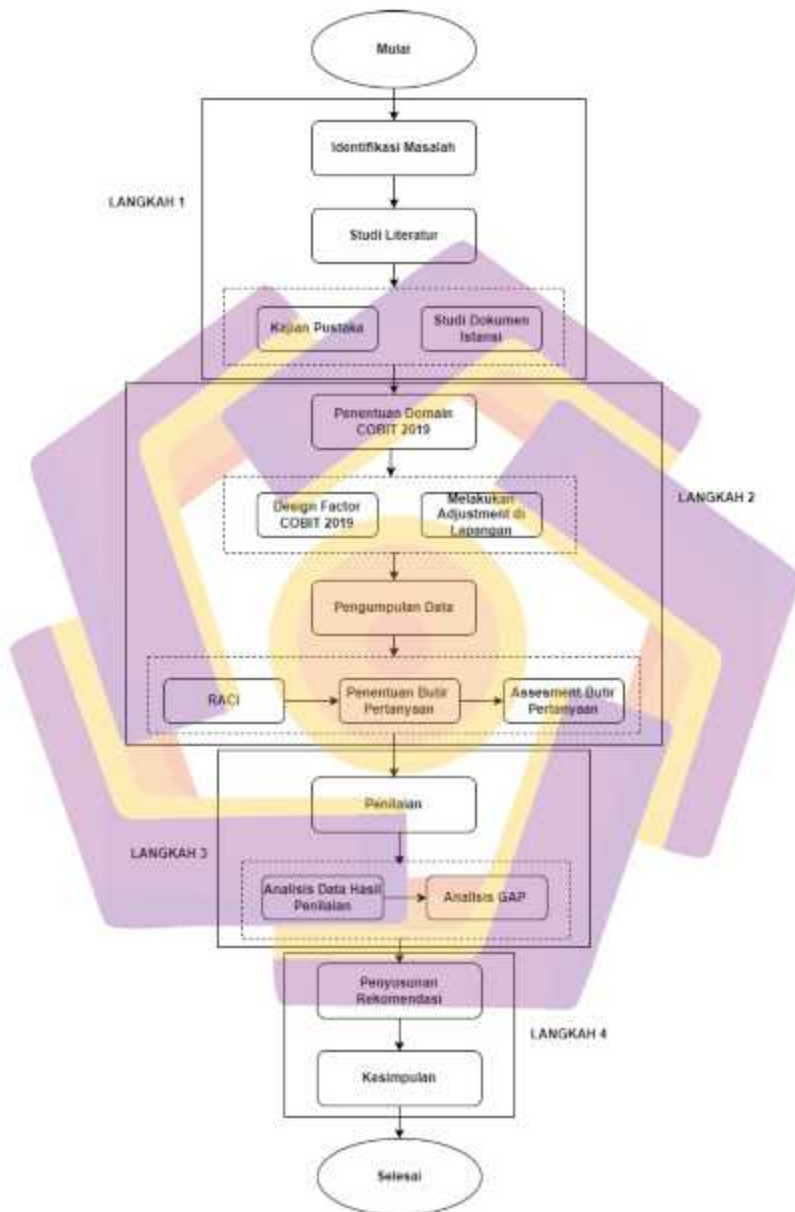 Mulai
Identifikasi Masalah
LANGKAH 1
Studi Literatur
Kajian Pustaka
Studi Dokumen
Istansi
Penentuan Domain
COBIT 2019
LANGKAH 2
Design Factor
COBIT 2019
Melakukan
Adjustment di
Lapangan
Pengumpulan Data
RACI
Penentuan Butir
Pertanyaan
Assesment Butir
Pertanyaan
Penilaian
LANGKAH 3
Analisis Data Hasil
Penilaian
Analisis GAP
Penyusunan
Rekomendasi
LANGKAH 4
Kesimpulan
Selesai